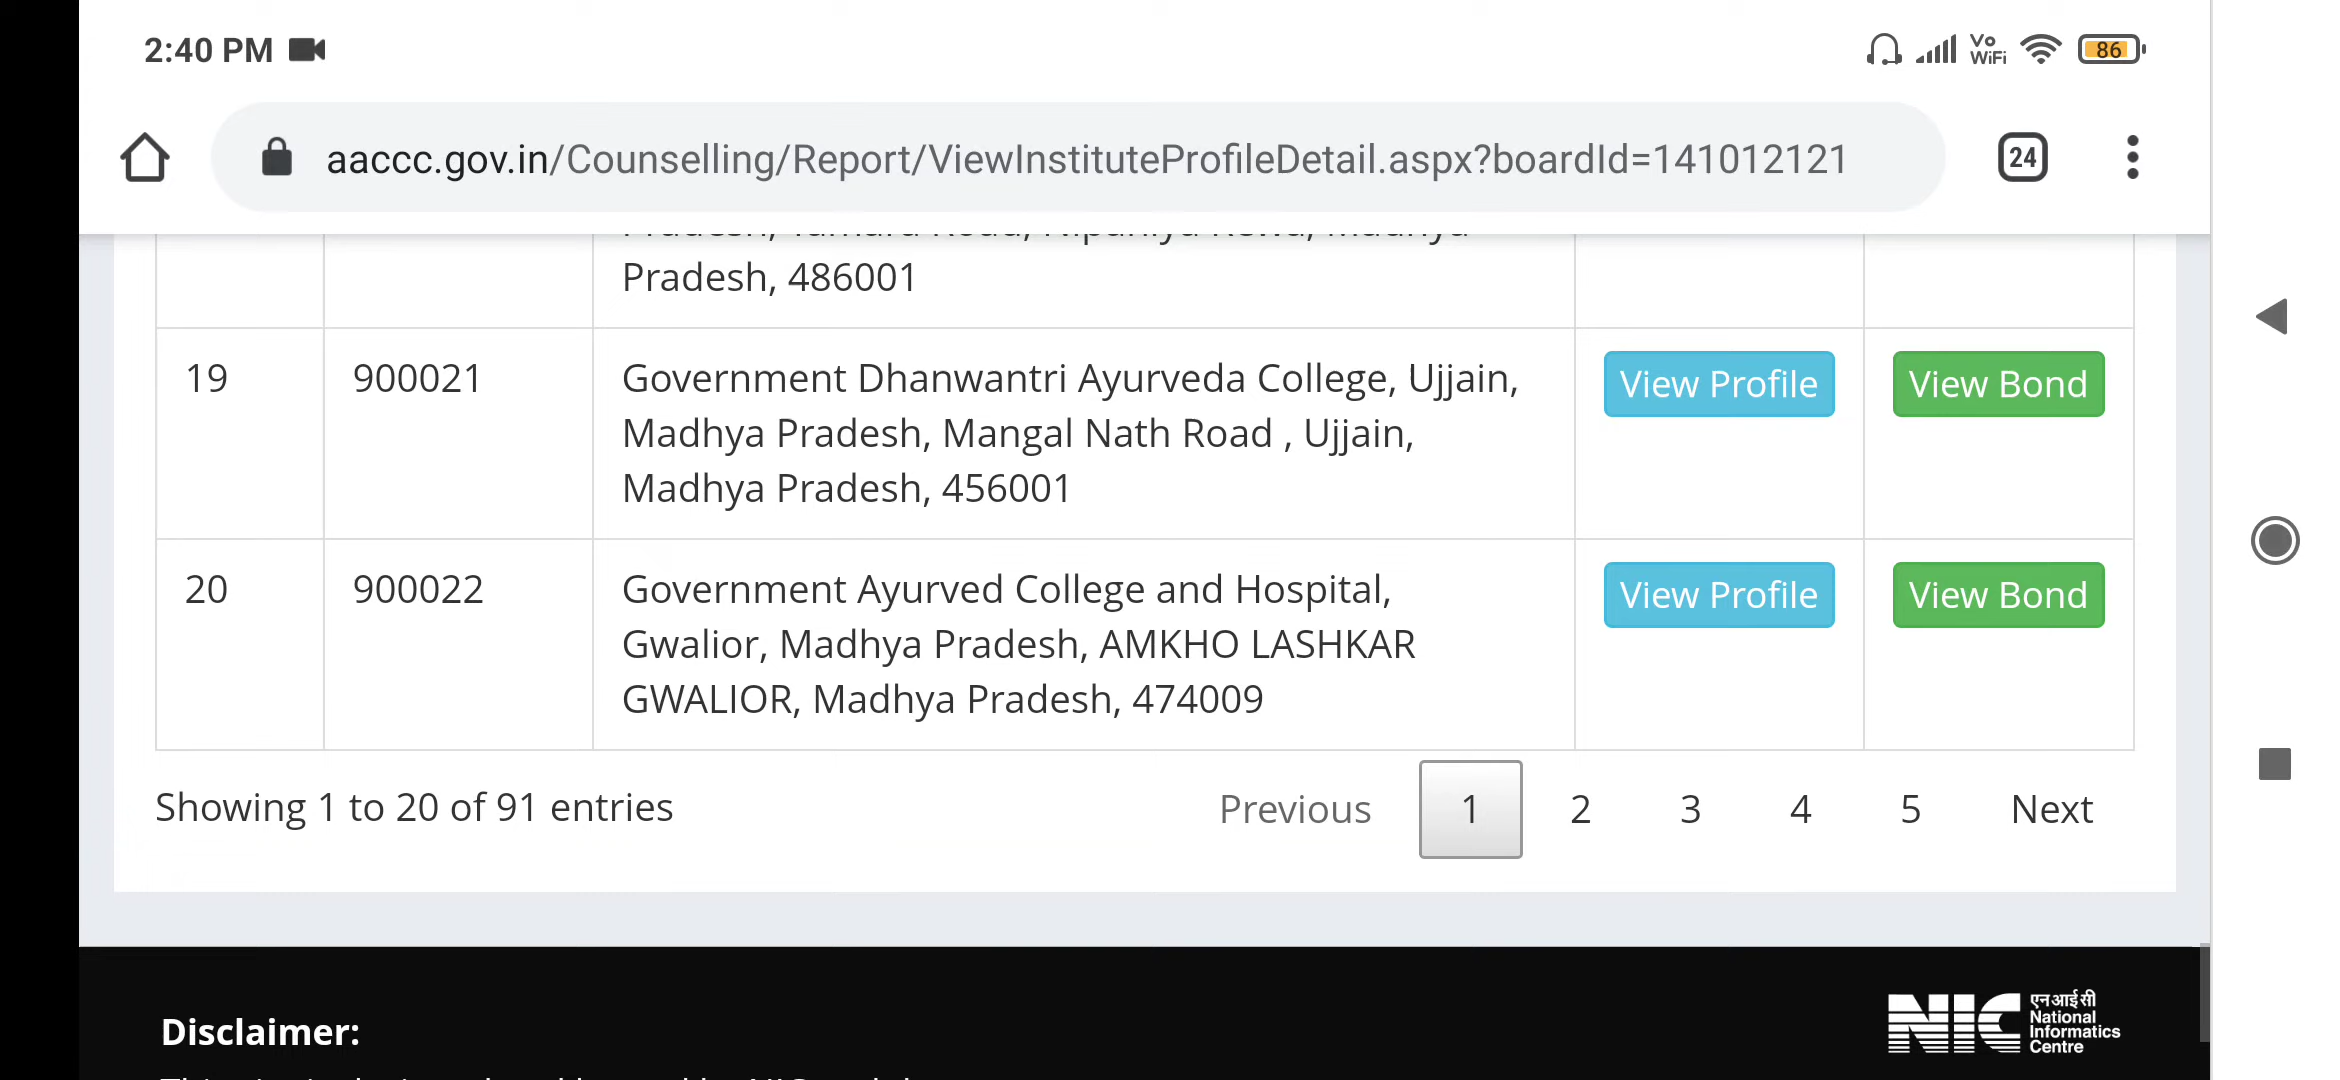 2:40 PM
Vo
WiFi
86
aaccc.gov.in/Counselling/Report/ViewInstituteProfileDetail.aspx?boardId=141012121
24
Pradesh, 486001
19
900021
Government Dhanwantri Ayurveda College, Ujjain,
Madhya Pradesh, Mangal Nath Road , Ujjain,
Madhya Pradesh, 456001
View Profile
View Bond
20
900022
Government Ayurved College and Hospital,
Gwalior, Madhya Pradesh, AMKHO LASHKAR
GWALIOR, Madhya Pradesh, 474009
View Profile
View Bond
Showing 1 to 20 of 91 entries
Previous 1 2 3 4 5 Next
Disclaimer:
NIC
एनआईसी
National
Informatics
Centre